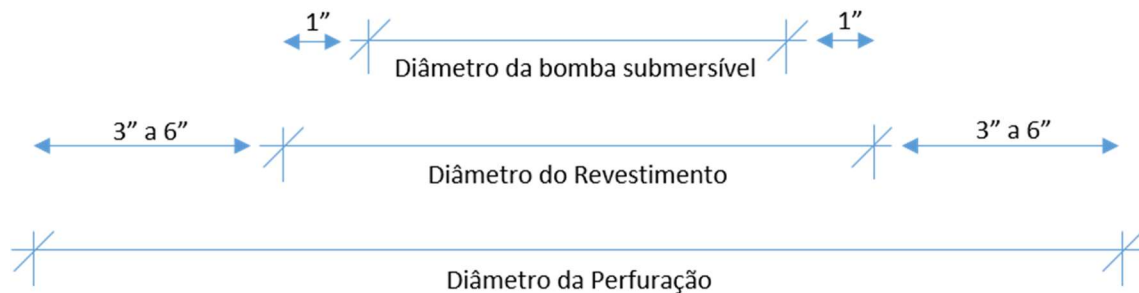 1” 1”
Diâmetro da bomba submersível
3” a 6” 3” a 6”
Diâmetro do Revestimento
Diâmetro da Perfuração